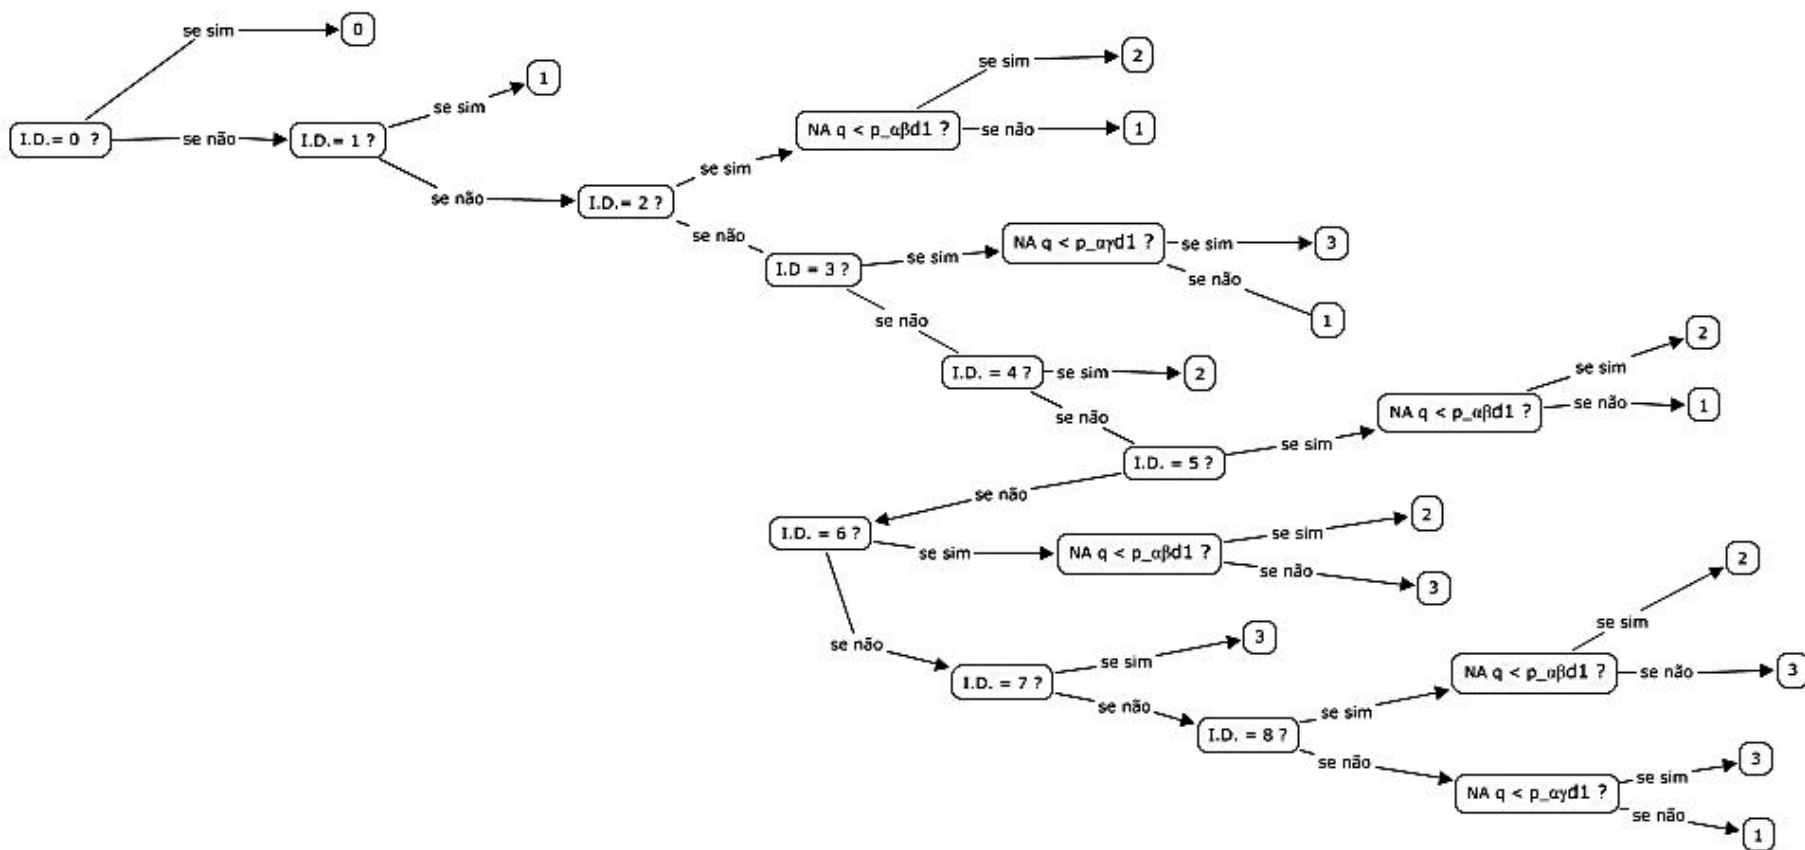 se sim
0
I.D.= 0 ?
se não
I.D.= 1 ?
se sim
1
se não
I.D.= 2 ?
se sim
NA q < p_αβd1 ?
se sim
2
se não
1
se não
I.D = 3 ?
se sim
NA q < p_αγd1 ?
se sim
3
se não
1
se não
I.D. = 4 ?
se sim
2
se não
I.D. = 5 ?
se sim
NA q < p_αβd1 ?
se sim
2
se não
1
se não
I.D. = 6 ?
se sim
NA q < p_αβd1 ?
se sim
2
se não
3
se não
I.D. = 7 ?
se sim
3
se não
I.D. = 8 ?
se sim
NA q < p_αβd1 ?
se sim
2
se não
3
se não
NA q < p_αγd1 ?
se sim
3
se não
1